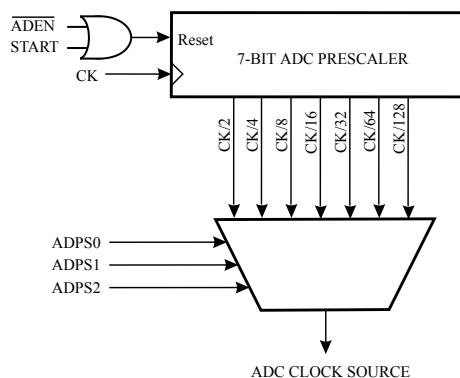 ADEN
START
Reset
7-BIT ADC PRESCALER
CK
CK/2
CK/4
CK/8
CK/16
CK/32
CK/64
CK/128
ADPS0
ADPS1
ADPS2
ADC CLOCK SOURCE